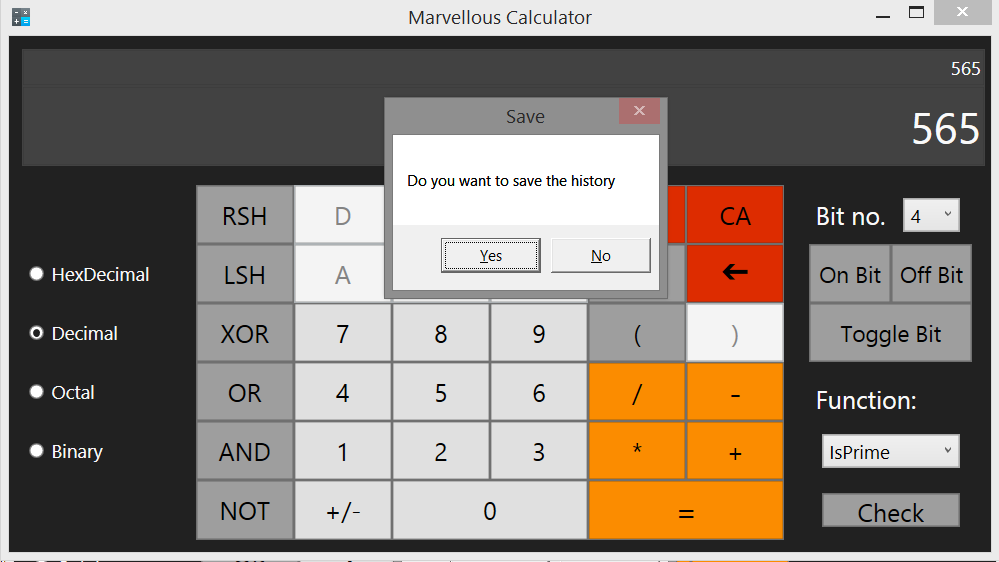 Marvellous Calculator
565
565
Save
Do you want to save the history
Yes No
RSH D CA Bit no. 4
HexDecimal LSH A ← On Bit Off Bit
Decimal XOR 7 8 9 ( ) Toggle Bit
Octal OR 4 5 6 / - Function:
Binary AND 1 2 3 * + IsPrime
NOT +/- 0 = Check